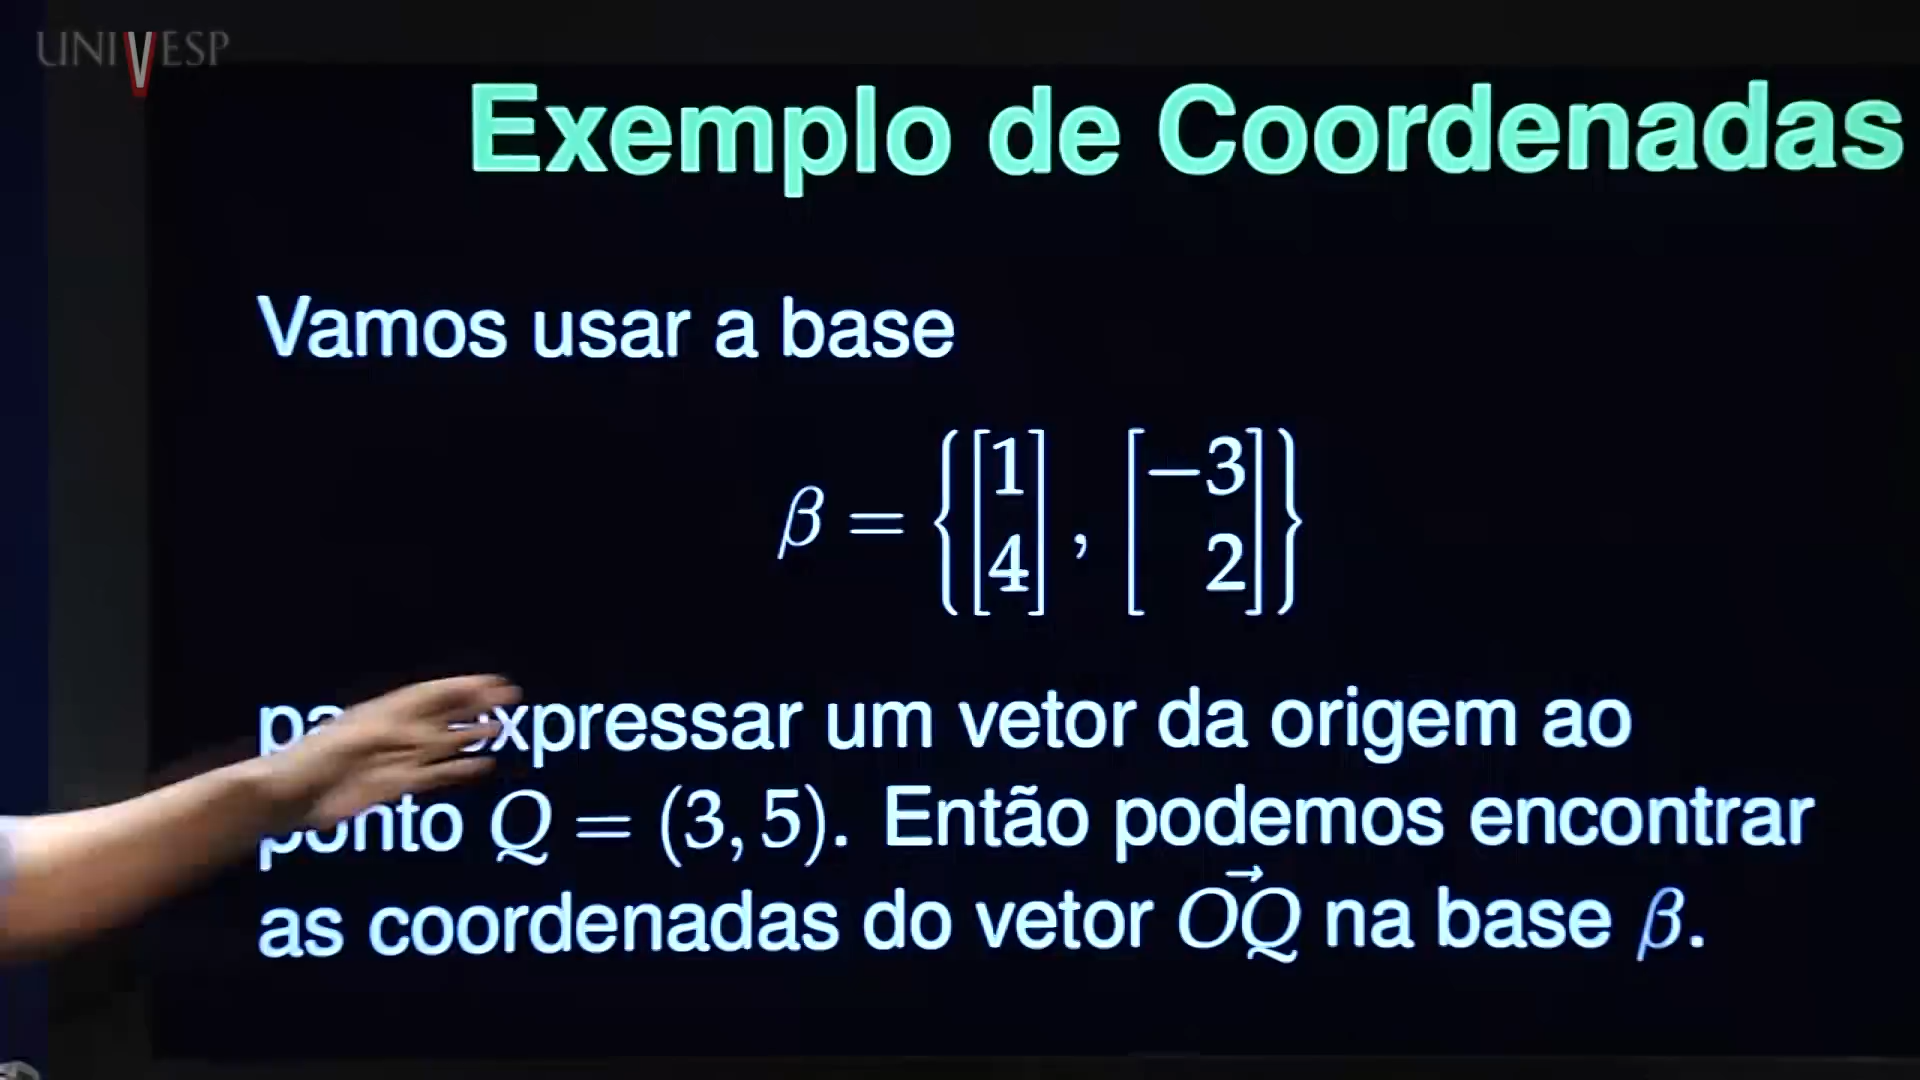 UNIVESP
Exemplo de Coordenadas
Vamos usar a base
β = {[1 4], [−3 2]}
expressar um vetor da origem ao
Q = (3, 5). Então podemos encontrar
as coordenadas do vetor OQ⃗ na base β.